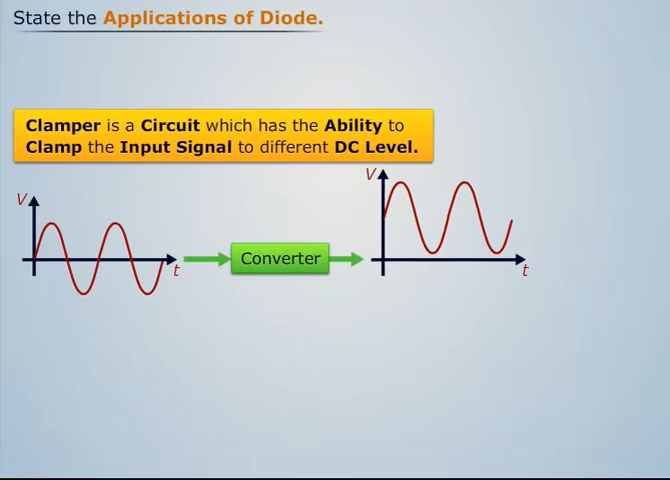 State the Applications of Diode.
Clamper is a Circuit which has the Ability to
Clamp the Input Signal to different DC Level.
V
t
Converter
V
t